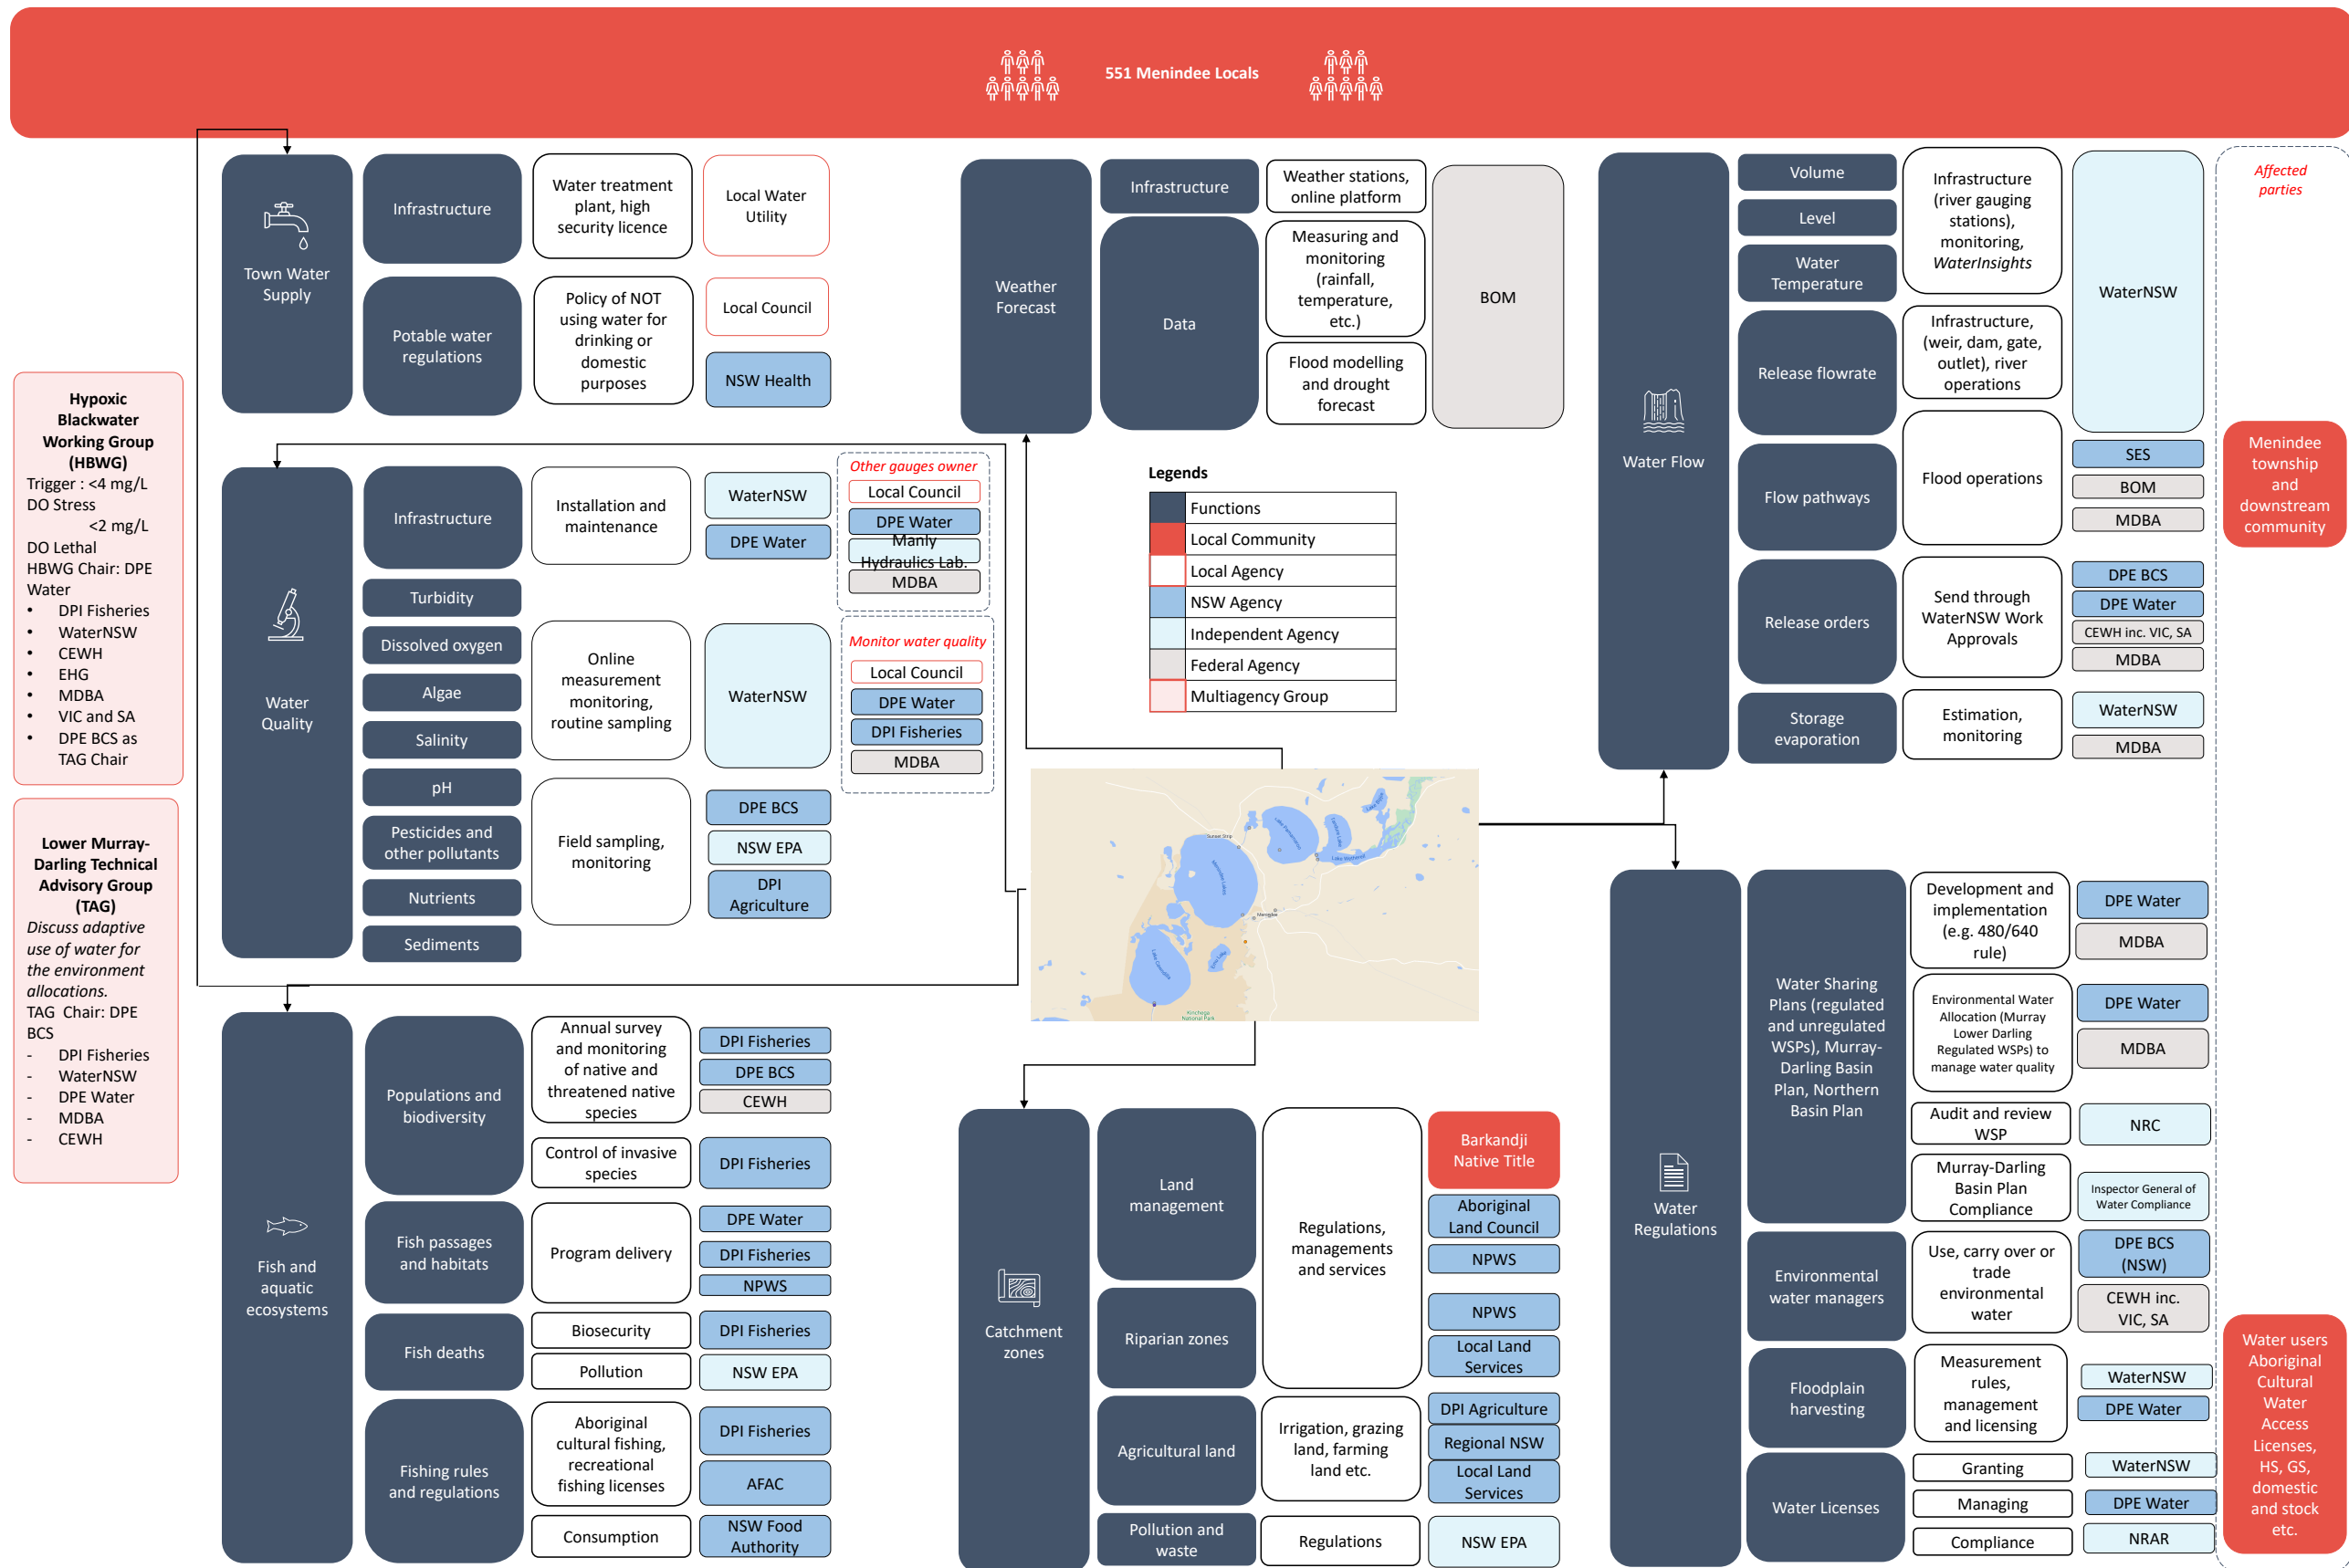 551 Menindee Locals
Town Water
Supply
Infrastructure
Water treatment
plant, high
security licence
Local Water
Utility
Potable water
regulations
Policy of NOT
using water for
drinking or
domestic
purposes
Local Council
NSW Health
Hypoxic
Blackwater
Working Group
(HBWG)
Trigger : <4 mg/L
DO Stress
<2 mg/L
DO Lethal
HBWG Chair: DPE
Water
• DPI Fisheries
• WaterNSW
• CEWH
• EHG
• MDBA
• VIC and SA
• DPE BCS as
TAG Chair
Lower Murray-
Darling Technical
Advisory Group
(TAG)
Discuss adaptive
use of water for
the environment
allocations.
TAG Chair: DPE
BCS
- DPI Fisheries
- WaterNSW
- DPE Water
- MDBA
- CEWH
Water
Quality
Infrastructure
Installation and
maintenance
WaterNSW
DPE Water
Other gauges owner
Local Council
DPE Water
Manly
Hydraulics Lab.
MDBA
Turbidity
Dissolved oxygen
Algae
Salinity
pH
Pesticides and
other pollutants
Nutrients
Sediments
Online
measurement
monitoring,
routine sampling
WaterNSW
Monitor water quality
Local Council
DPE Water
DPI Fisheries
MDBA
Field sampling,
monitoring
DPE BCS
NSW EPA
DPI
Agriculture
Fish and
aquatic
ecosystems
Populations and
biodiversity
Annual survey
and monitoring
of native and
threatened native
species
DPI Fisheries
DPE BCS
CEWH
Control of invasive
species
DPI Fisheries
Fish passages
and habitats
Program delivery
DPE Water
DPI Fisheries
NPWS
Fish deaths
Biosecurity
DPI Fisheries
Pollution
NSW EPA
Fishing rules
and regulations
Aboriginal
cultural fishing,
recreational
fishing licenses
DPI Fisheries
AFAC
Consumption
NSW Food
Authority
Weather
Forecast
Infrastructure
Weather stations,
online platform
Data
Measuring and
monitoring
(rainfall,
temperature,
etc.)
Flood modelling
and drought
forecast
BOM
Legends
Functions
Local Community
Local Agency
NSW Agency
Independent Agency
Federal Agency
Multiagency Group
Sunset Strip
Menindee
Lake Pamamaroo
Lake Wetherell
Menindee Lakes
Lake Cawndilla
Kinchega
National Park
Catchment
zones
Land
management
Regulations,
managements
and services
Barkandji
Native Title
Aboriginal
Land Council
NPWS
Riparian zones
NPWS
Local Land
Services
Agricultural land
Irrigation, grazing
land, farming
land etc.
DPI Agriculture
Regional NSW
Local Land
Services
Pollution and
waste
Regulations
NSW EPA
Water Flow
Volume
Level
Water
Temperature
Infrastructure
(river gauging
stations),
monitoring,
WaterInsights
WaterNSW
Release flowrate
Infrastructure,
(weir, dam, gate,
outlet), river
operations
Flow pathways
Flood operations
SES
BOM
MDBA
Release orders
Send through
WaterNSW Work
Approvals
DPE BCS
DPE Water
CEWH inc. VIC, SA
MDBA
Storage
evaporation
Estimation,
monitoring
WaterNSW
MDBA
Water
Regulations
Water Sharing
Plans (regulated
and unregulated
WSPs), Murray-
Darling Basin
Plan, Northern
Basin Plan
Development and
implementation
(e.g. 480/640
rule)
DPE Water
MDBA
Environmental Water
Allocation (Murray
Lower Darling
Regulated WSPs) to
manage water quality
DPE Water
MDBA
Audit and review
WSP
NRC
Murray-Darling
Basin Plan
Compliance
Inspector General of
Water Compliance
Environmental
water managers
Use, carry over or
trade
environmental
water
DPE BCS
(NSW)
CEWH inc.
VIC, SA
Floodplain
harvesting
Measurement
rules,
management
and licensing
WaterNSW
DPE Water
Water Licenses
Granting
WaterNSW
Managing
DPE Water
Compliance
NRAR
Affected
parties
Menindee
township
and
downstream
community
Water users
Aboriginal
Cultural
Water
Access
Licenses,
HS, GS,
domestic
and stock
etc.